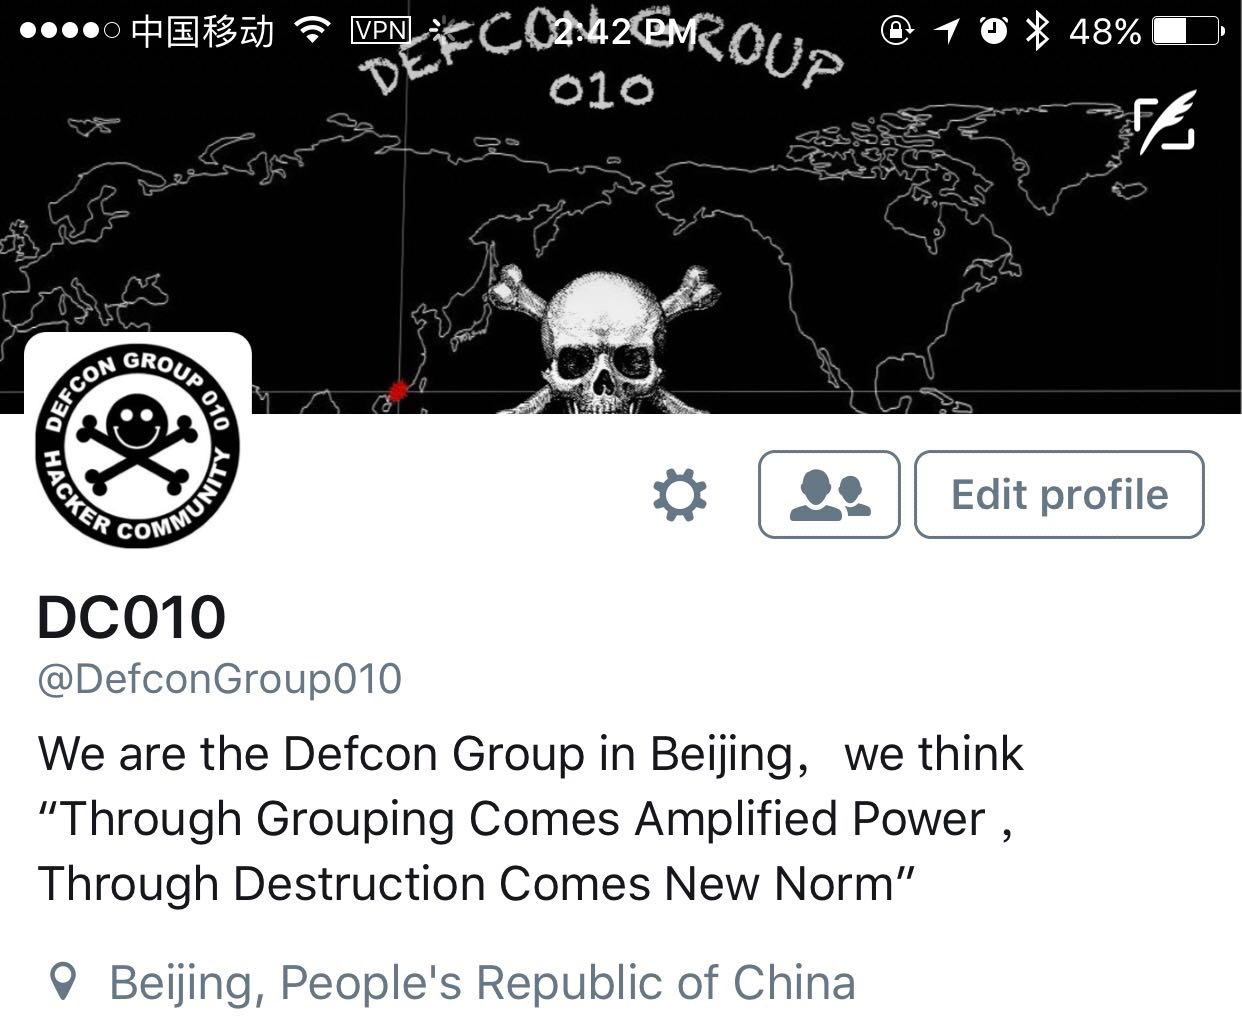 中国移动 VPN 2:42 PM 48%
DEFCON GROUP
010
DEFCON GROUP 010
HACKER COMMUNITY
Edit profile
DC010
@DefconGroup010
We are the Defcon Group in Beijing，we think
“Through Grouping Comes Amplified Power ,
Through Destruction Comes New Norm”
Beijing, People's Republic of China